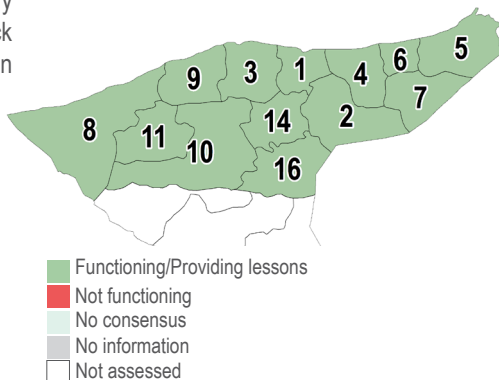 y
ck
n
5
6
1
4
3
9
7
2
14
8
11
10
16
Functioning/Providing lessons
Not functioning
No consensus
No information
Not assessed